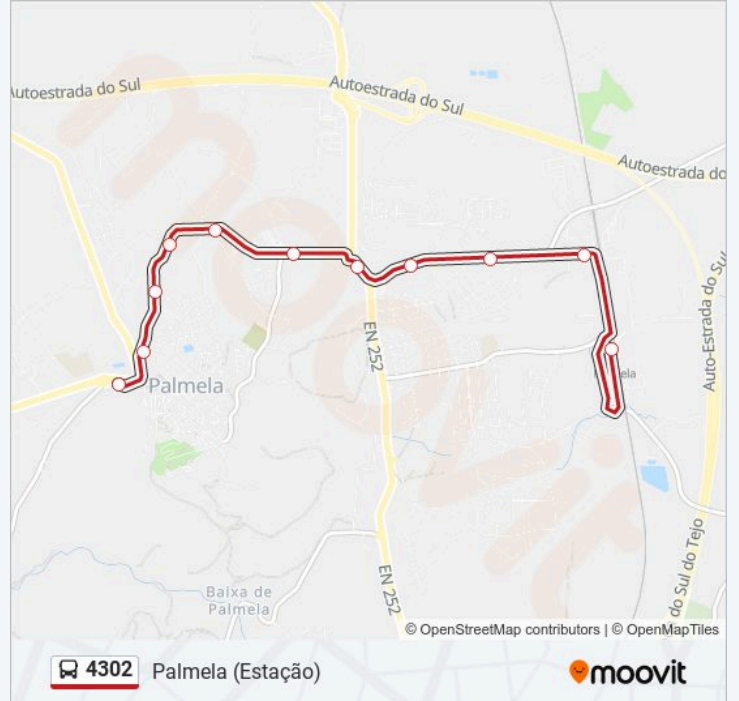 Autoestrada do Sul
Autoestrada do Sul
Autoestrada do
Auto-Estrada do Sul
EN 252
Palmela
EN 252
Baixa de
Palmela
do Sul do Tejo
© OpenStreetMap contributors | © OpenMapTiles
4302 Palmela (Estação)
moovit